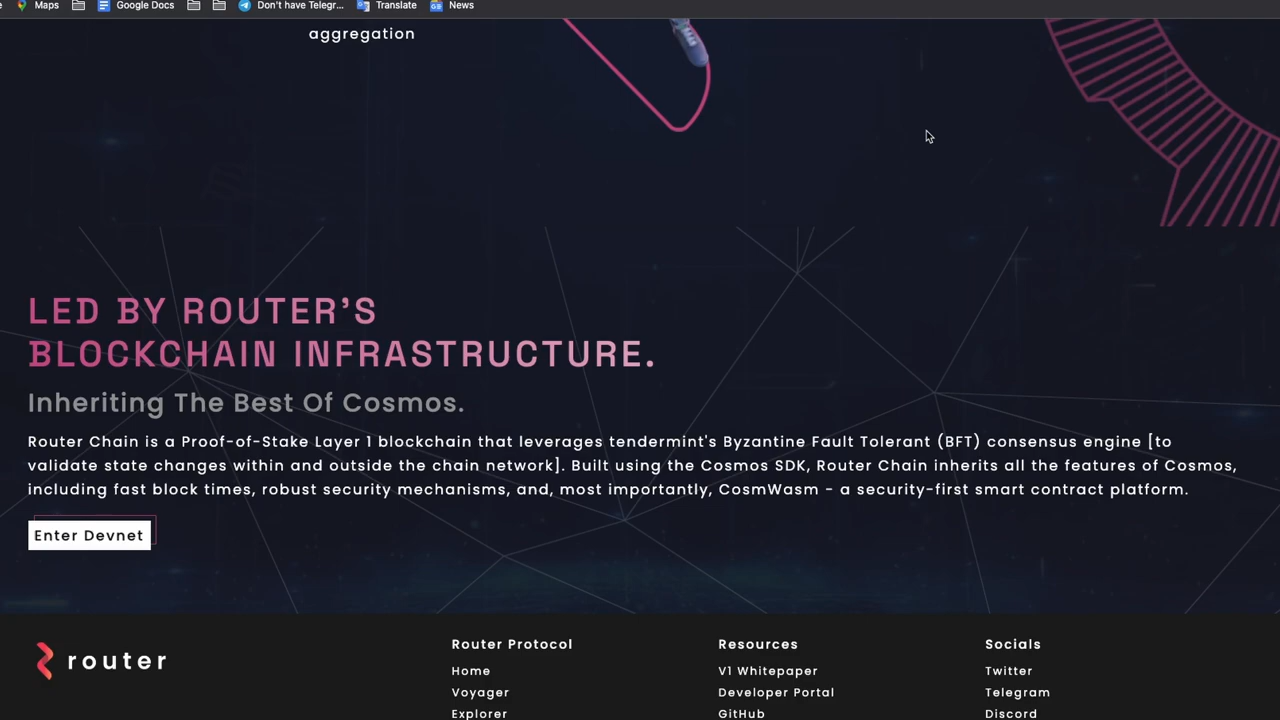 Maps
Google Docs
Don't have Telegr...
Translate
News
aggregation
LED BY ROUTER'S
BLOCKCHAIN INFRASTRUCTURE.
Inheriting The Best Of Cosmos.
Router Chain is a Proof-of-Stake Layer 1 blockchain that leverages tendermint's Byzantine Fault Tolerant (BFT) consensus engine [to
validate state changes within and outside the chain network]. Built using the Cosmos SDK, Router Chain inherits all the features of Cosmos,
including fast block times, robust security mechanisms, and, most importantly, CosmWasm - a security-first smart contract platform.
Enter Devnet
router
Router Protocol
Home
Voyager
Explorer
Resources
V1 Whitepaper
Developer Portal
GitHub
Socials
Twitter
Telegram
Discord